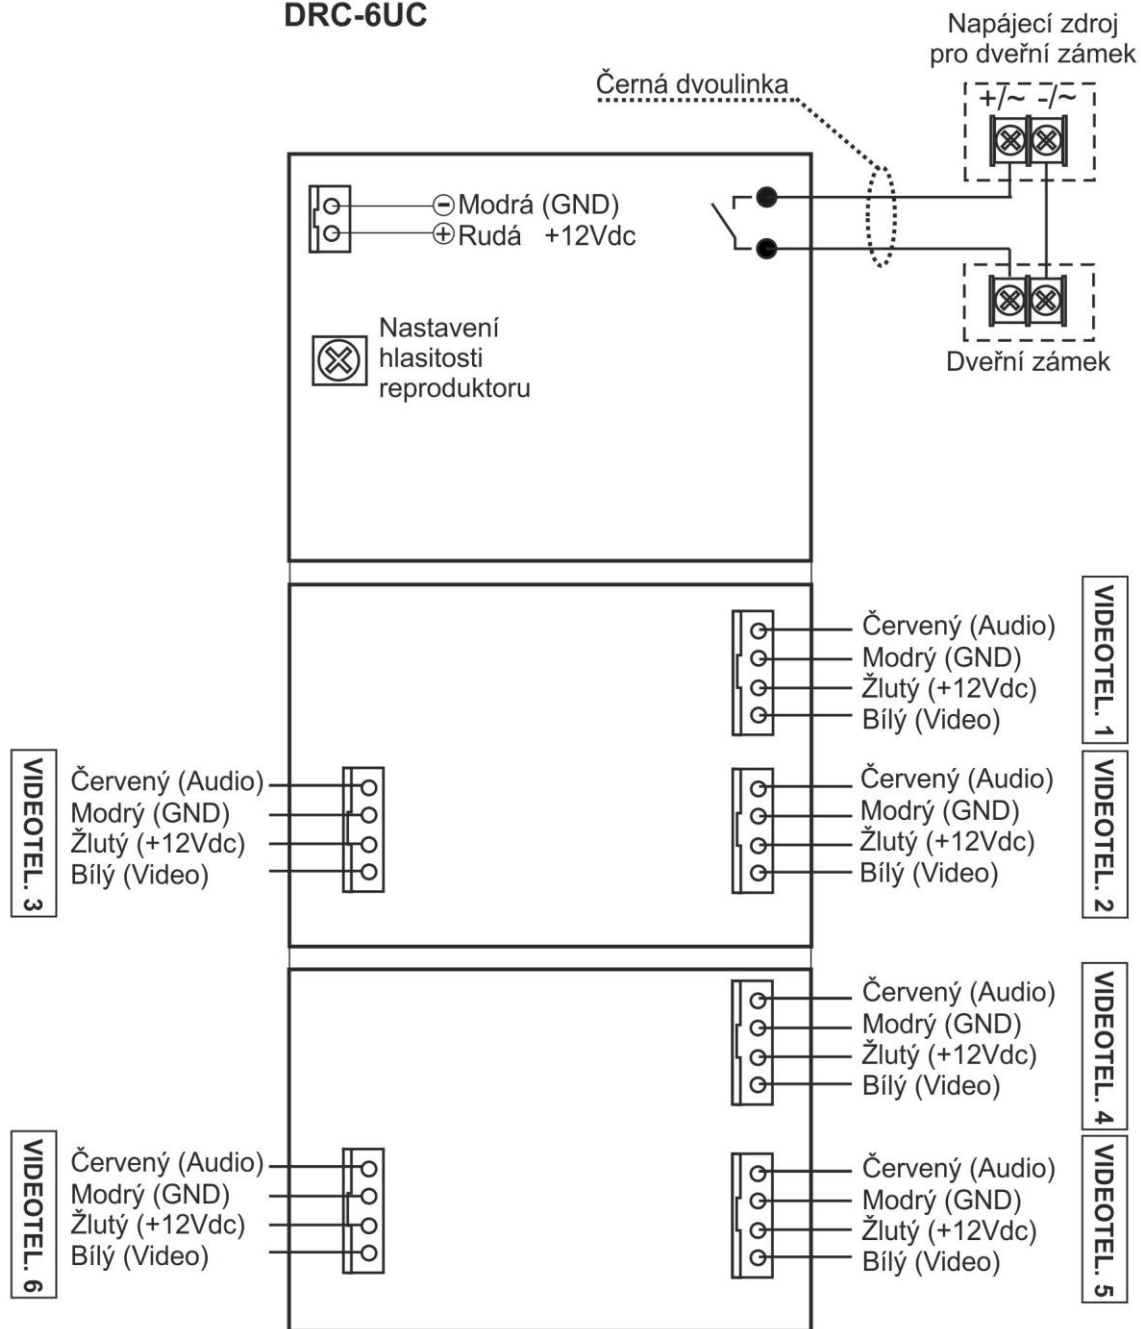 DRC-6UC
Napájecí zdroj
pro dveřní zámek
Černá dvoulinka
+/~ -/~
Modrá (GND)
Rudá +12Vdc
Nastavení
hlasitosti
reproduktoru
Dveřní zámek
Červený (Audio)
Modrý (GND)
Žlutý (+12Vdc)
Bílý (Video)
VIDEOTEL. 1
VIDEOTEL. 3
Červený (Audio)
Modrý (GND)
Žlutý (+12Vdc)
Bílý (Video)
Červený (Audio)
Modrý (GND)
Žlutý (+12Vdc)
Bílý (Video)
VIDEOTEL. 2
Červený (Audio)
Modrý (GND)
Žlutý (+12Vdc)
Bílý (Video)
VIDEOTEL. 4
VIDEOTEL. 6
Červený (Audio)
Modrý (GND)
Žlutý (+12Vdc)
Bílý (Video)
Červený (Audio)
Modrý (GND)
Žlutý (+12Vdc)
Bílý (Video)
VIDEOTEL. 5